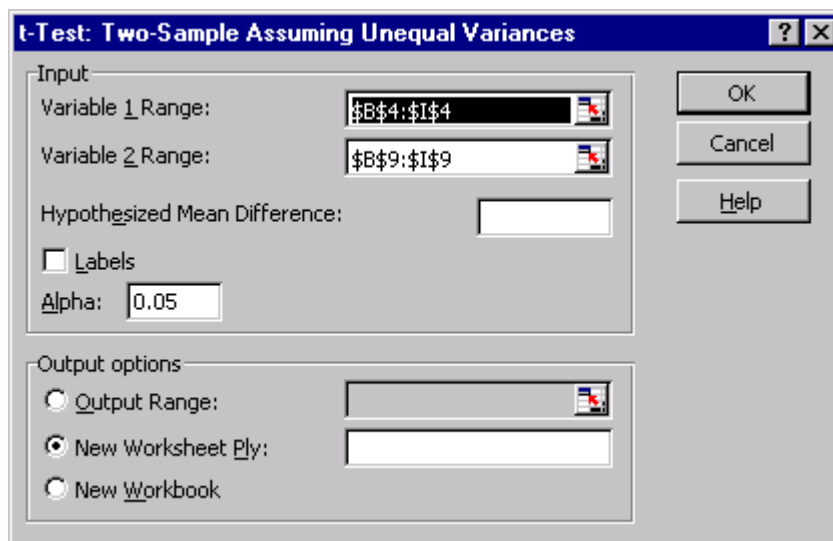 t-Test: Two-Sample Assuming Unequal Variances
Input
Variable 1 Range: $B$4:$I$4
Variable 2 Range: $B$9:$I$9
Hypothesized Mean Difference:
Labels
Alpha: 0.05
OK
Cancel
Help
Output options
Output Range:
New Worksheet Ply:
New Workbook